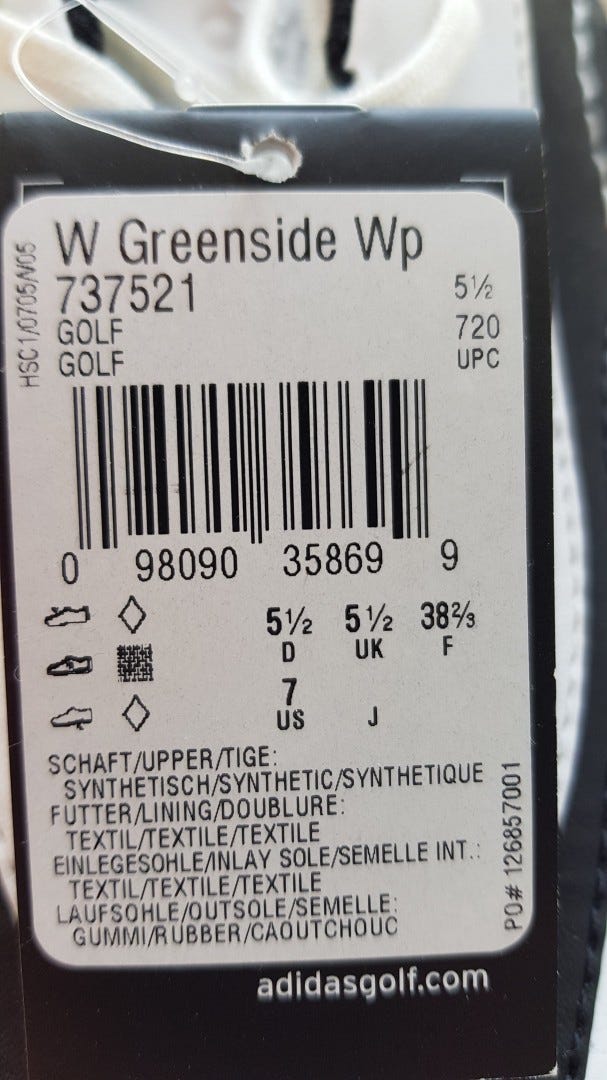 W Greenside Wp
737521 5½
GOLF 720
GOLF UPC
HSC1/0705/V05
0 98090 35869 9
5½ 5½ 38⅔
D UK F
7
US J
SCHAFT/UPPER/TIGE:
SYNTHETISCH/SYNTHETIC/SYNTHETIQUE
FUTTER/LINING/DOUBLURE:
TEXTIL/TEXTILE/TEXTILE
EINLEGESOHLE/INLAY SOLE/SEMELLE INT.:
TEXTIL/TEXTILE/TEXTILE
LAUFSOHLE/OUTSOLE/SEMELLE:
GUMMI/RUBBER/CAOUTCHOUC
PO# 126857001
adidasgolf.com